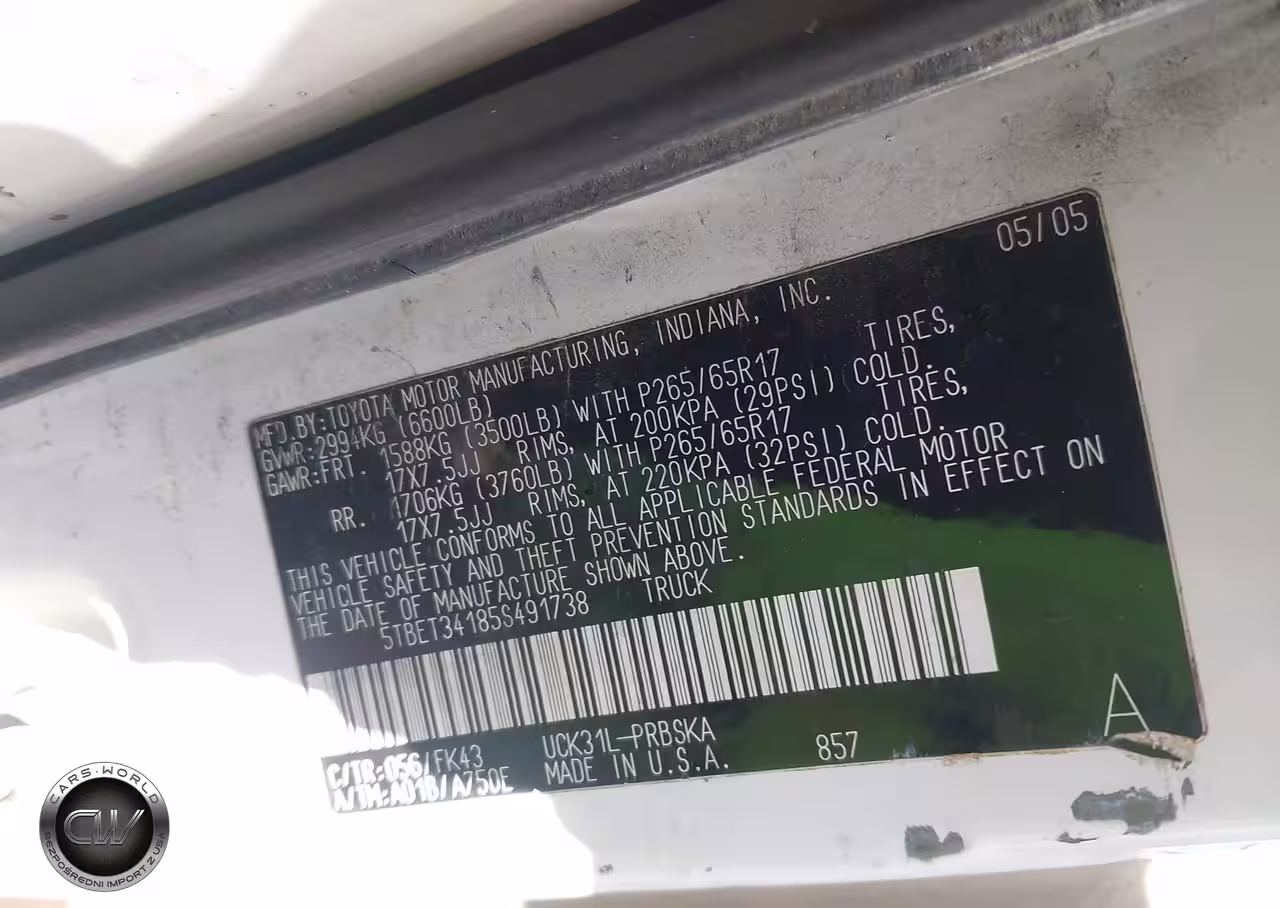 05/05
MFD.BY:TOYOTA MOTOR MANUFACTURING, INDIANA, INC.
GVWR:2994KG (6600LB)
GAWR:FRT. 1588KG (3500LB) WITH P265/65R17 TIRES,
17X7.5JJ RIMS, AT 200KPA (29PSI) COLD.
RR. 1706KG (3760LB) WITH P265/65R17 TIRES,
17X7.5JJ RIMS, AT 220KPA (32PSI) COLD.
THIS VEHICLE CONFORMS TO ALL APPLICABLE FEDERAL MOTOR
VEHICLE SAFETY AND THEFT PREVENTION STANDARDS IN EFFECT ON
THE DATE OF MANUFACTURE SHOWN ABOVE.
5TBET34185S491738 TRUCK
C/TR:056/FK43 UCK31L-PRBSKA 857 A
A/TM:A01B/A750E MADE IN U.S.A.
CARS-WORLD
CW
BEZPOŚREDNI IMPORT Z USA